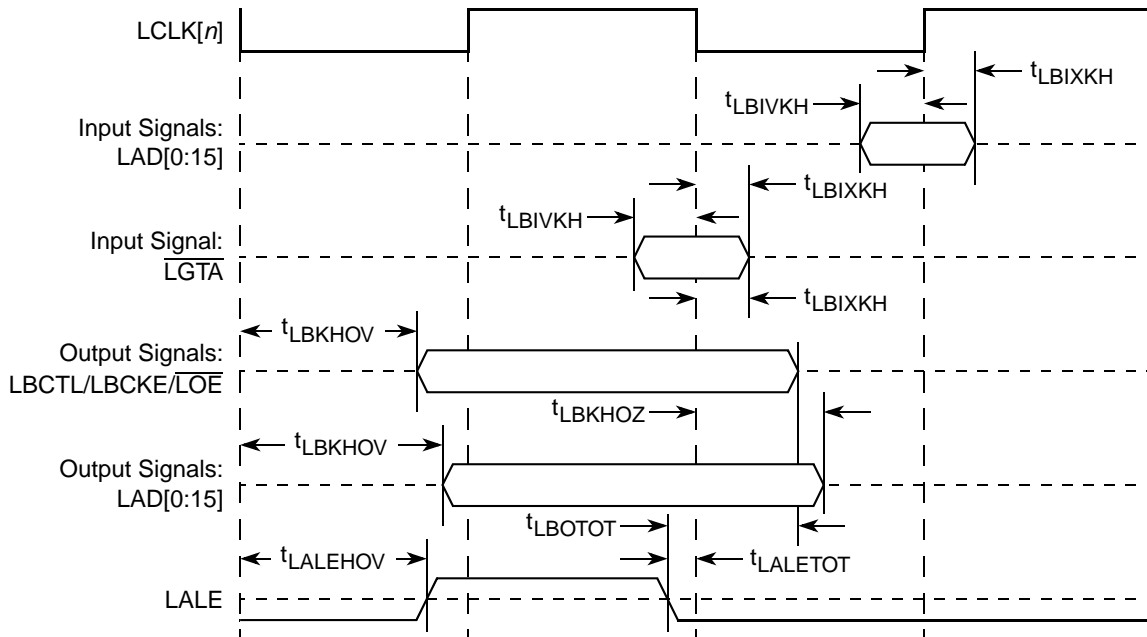 LCLK[n]
tLBIXKH
tLBIVKH
Input Signals:
LAD[0:15]
tLBIXKH
tLBIVKH
Input Signal:
LGTA
tLBIXKH
tLBKHOV
Output Signals:
LBCTL/LBCKE/LOE
tLBKHOZ
tLBKHOV
Output Signals:
LAD[0:15]
tLBOTOT
tLALEHOV
tLALETOT
LALE